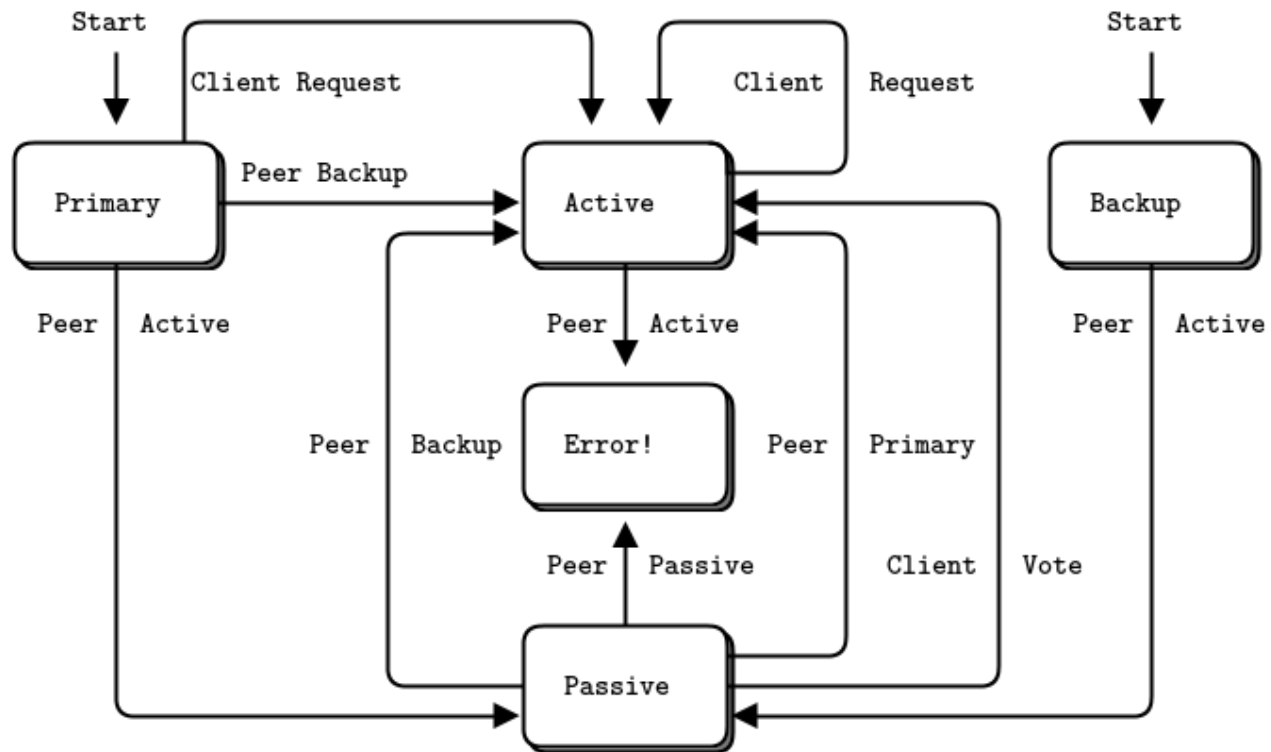 Start
Start
Client Request
Client Request
Peer Backup
Primary
Active
Backup
Peer Active
Peer Active
Peer Active
Peer Backup
Error!
Peer Primary
Peer Passive
Client Vote
Passive